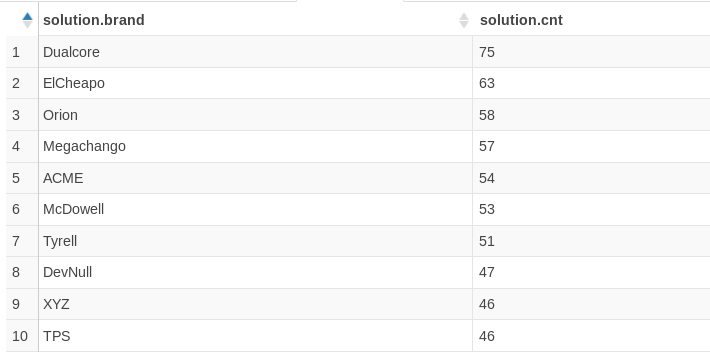 solution.brand solution.cnt
1 Dualcore 75
2 ElCheapo 63
3 Orion 58
4 Megachango 57
5 ACME 54
6 McDowell 53
7 Tyrell 51
8 DevNull 47
9 XYZ 46
10 TPS 46